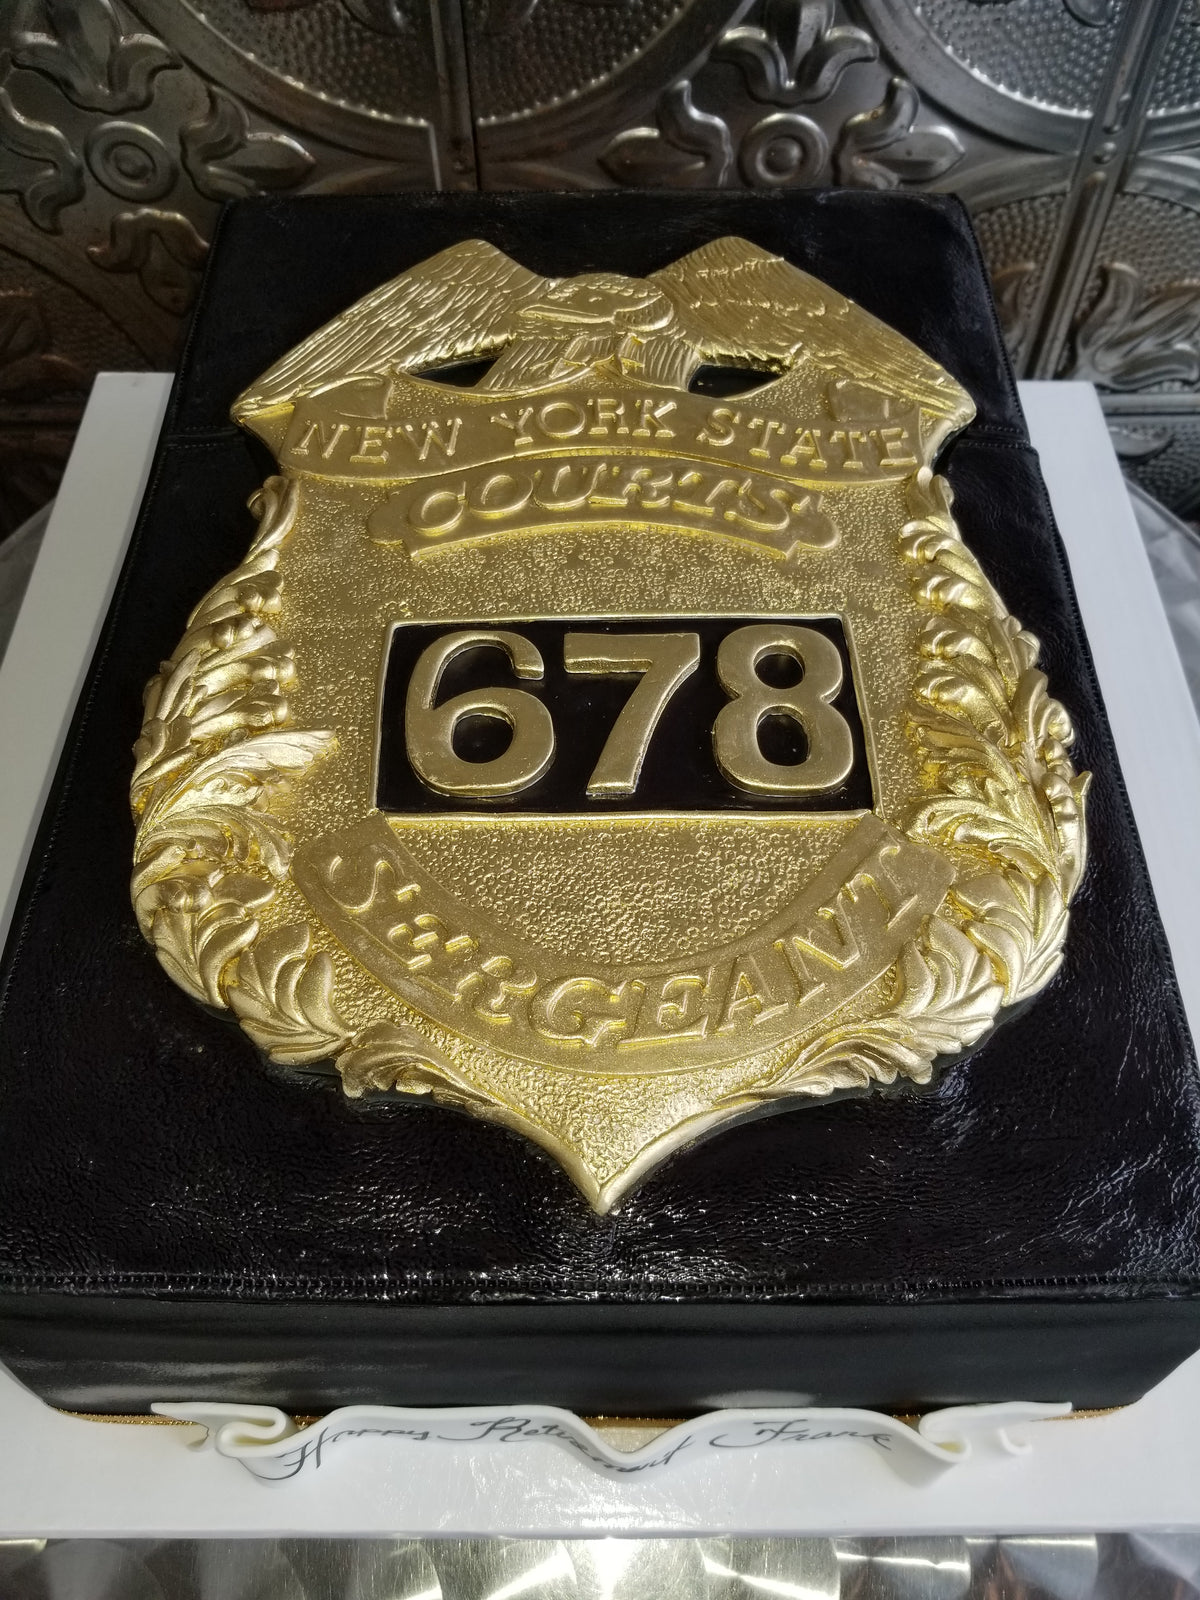 NEW YORK STATE
COURTS
678
SERGEANT
Happy Retirement Frank